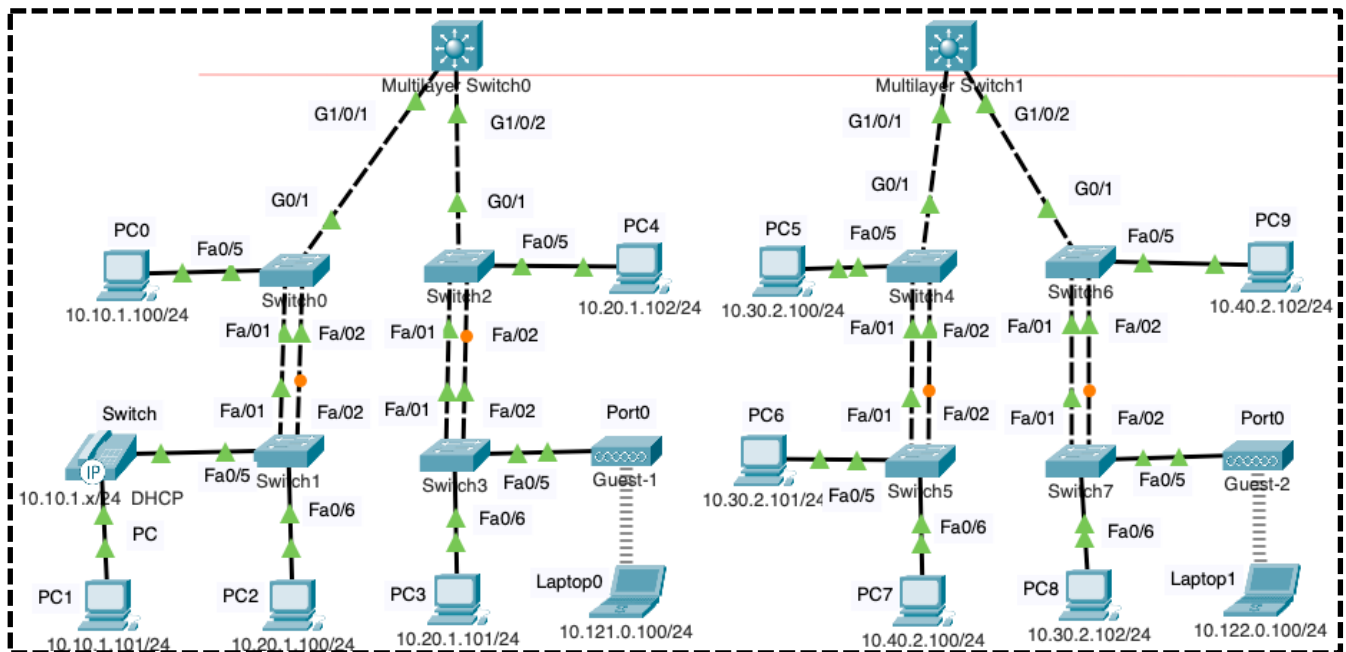 Multilayer Switch0
Multilayer Switch1
G1/0/1
G1/0/2
G1/0/1
G1/0/2
G0/1
G0/1
G0/1
G0/1
PC0
Fa0/5
10.10.1.100/24
Switch0
Fa0/5
PC4
10.20.1.102/24
Switch2
PC5
Fa0/5
10.30.2.100/24
Switch4
Fa0/5
PC9
10.40.2.102/24
Switch6
Fa/01
Fa/02
Fa/01
Fa/02
Fa/01
Fa/02
Fa/01
Fa/02
Fa/01
Fa/02
Fa/01
Fa/02
Fa/01
Fa/02
Fa/01
Fa/02
Switch
IP
10.10.1.x/24 DHCP
Fa0/5
Switch1
Port0
Fa0/5
Guest-1
Switch3
PC6
10.30.2.101/24
Fa0/5
Switch5
Port0
Fa0/5
Guest-2
Switch7
PC
Fa0/6
Fa0/6
Fa0/6
Fa0/6
PC1
10.10.1.101/24
PC2
10.20.1.100/24
PC3
10.20.1.101/24
Laptop0
10.121.0.100/24
PC7
10.40.2.100/24
PC8
10.30.2.102/24
Laptop1
10.122.0.100/24